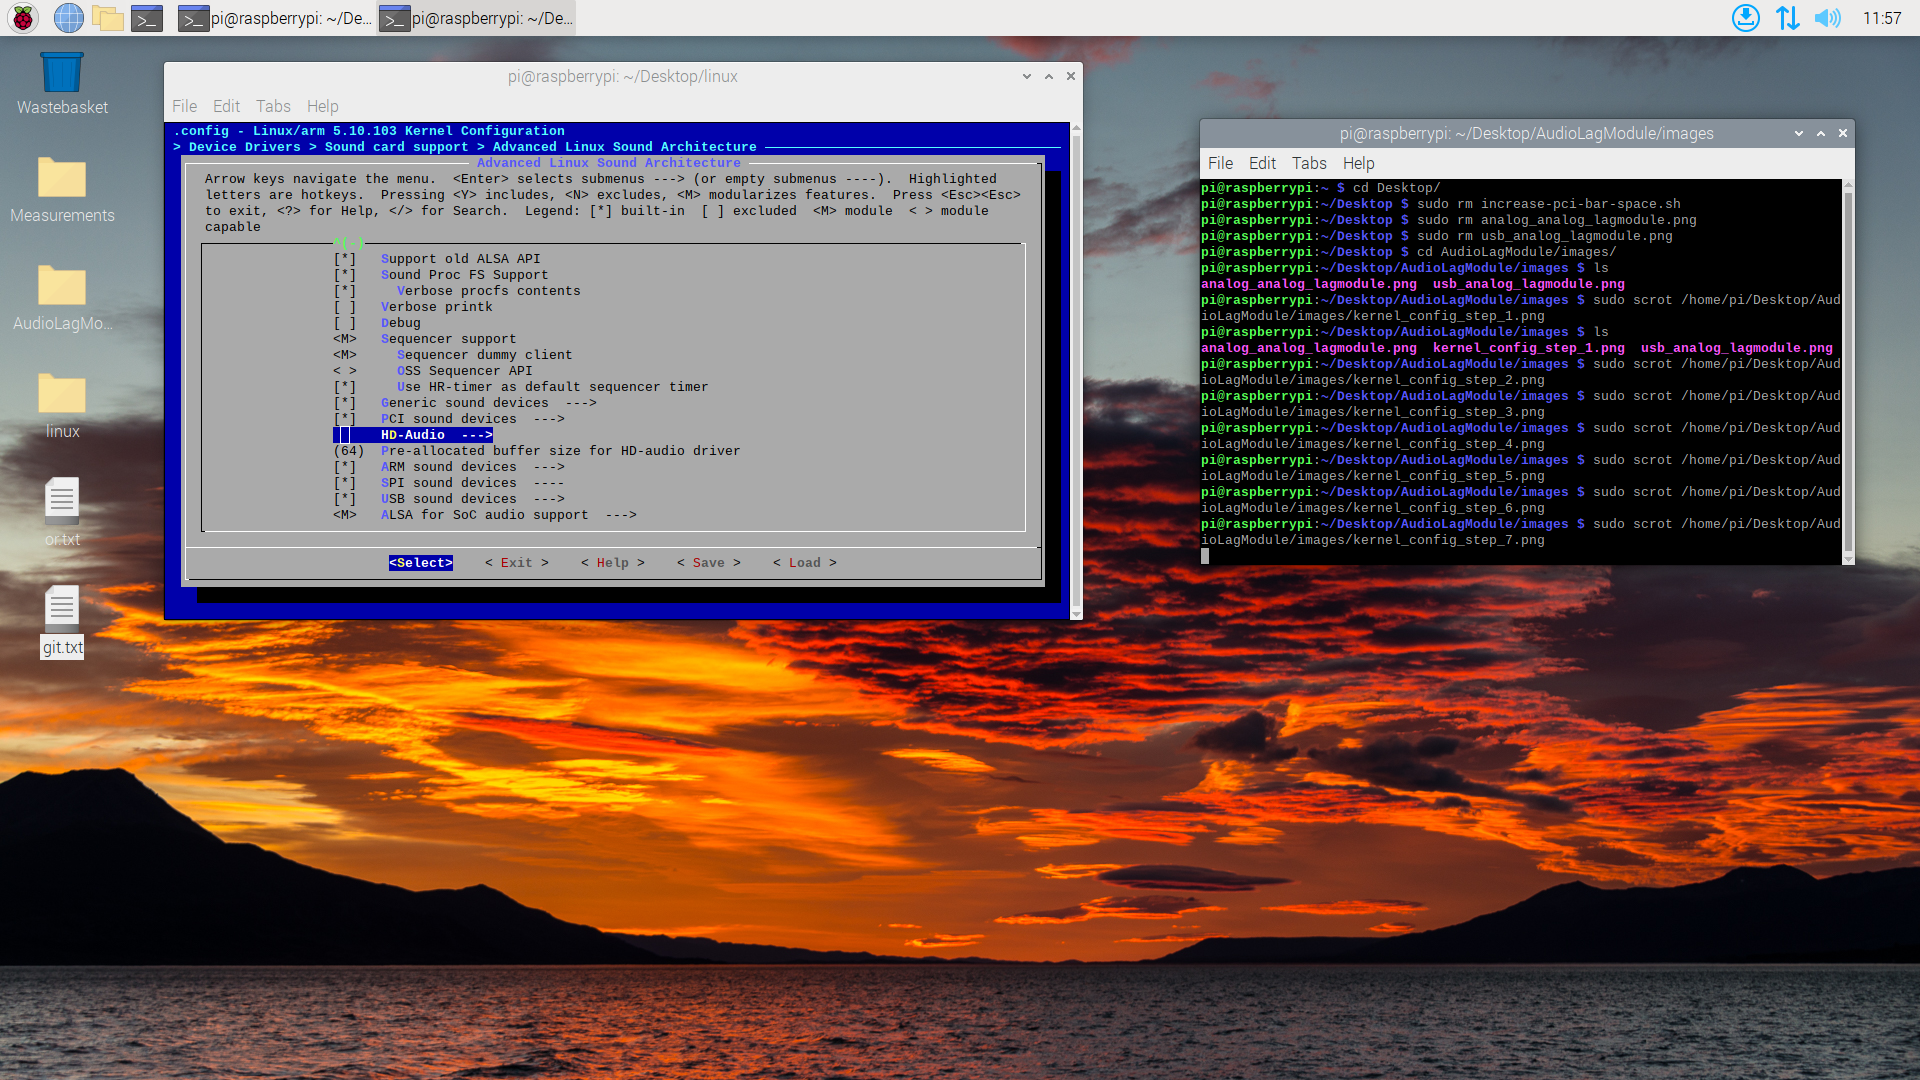 pi@raspberrypi: ~/De...
pi@raspberrypi: ~/De...
11:57
Wastebasket
Measurements
AudioLagMo...
linux
or.txt
git.txt
pi@raspberrypi: ~/Desktop/linux
File Edit Tabs Help
.config - Linux/arm 5.10.103 Kernel Configuration
> Device Drivers > Sound card support > Advanced Linux Sound Architecture
Advanced Linux Sound Architecture
Arrow keys navigate the menu. <Enter> selects submenus ---> (or empty submenus ----). Highlighted
letters are hotkeys. Pressing <Y> includes, <N> excludes, <M> modularizes features. Press <Esc><Esc>
to exit, <?> for Help, </> for Search. Legend: [*] built-in [ ] excluded <M> module < > module
capable
^(-)
[*] Support old ALSA API
[*] Sound Proc FS Support
[*] Verbose procfs contents
[ ] Verbose printk
[ ] Debug
<M> Sequencer support
<M> Sequencer dummy client
< > OSS Sequencer API
[*] Use HR-timer as default sequencer timer
[*] Generic sound devices --->
[*] PCI sound devices --->
HD-Audio --->
(64) Pre-allocated buffer size for HD-audio driver
[*] ARM sound devices --->
[*] SPI sound devices ----
[*] USB sound devices --->
<M> ALSA for SoC audio support --->
<Select> < Exit > < Help > < Save > < Load >
pi@raspberrypi: ~/Desktop/AudioLagModule/images
File Edit Tabs Help
pi@raspberrypi:~ $ cd Desktop/
pi@raspberrypi:~/Desktop $ sudo rm increase-pci-bar-space.sh
pi@raspberrypi:~/Desktop $ sudo rm analog_analog_lagmodule.png
pi@raspberrypi:~/Desktop $ sudo rm usb_analog_lagmodule.png
pi@raspberrypi:~/Desktop $ cd AudioLagModule/images/
pi@raspberrypi:~/Desktop/AudioLagModule/images $ ls
analog_analog_lagmodule.png usb_analog_lagmodule.png
pi@raspberrypi:~/Desktop/AudioLagModule/images $ sudo scrot /home/pi/Desktop/Aud
ioLagModule/images/kernel_config_step_1.png
pi@raspberrypi:~/Desktop/AudioLagModule/images $ ls
analog_analog_lagmodule.png kernel_config_step_1.png usb_analog_lagmodule.png
pi@raspberrypi:~/Desktop/AudioLagModule/images $ sudo scrot /home/pi/Desktop/Aud
ioLagModule/images/kernel_config_step_2.png
pi@raspberrypi:~/Desktop/AudioLagModule/images $ sudo scrot /home/pi/Desktop/Aud
ioLagModule/images/kernel_config_step_3.png
pi@raspberrypi:~/Desktop/AudioLagModule/images $ sudo scrot /home/pi/Desktop/Aud
ioLagModule/images/kernel_config_step_4.png
pi@raspberrypi:~/Desktop/AudioLagModule/images $ sudo scrot /home/pi/Desktop/Aud
ioLagModule/images/kernel_config_step_5.png
pi@raspberrypi:~/Desktop/AudioLagModule/images $ sudo scrot /home/pi/Desktop/Aud
ioLagModule/images/kernel_config_step_6.png
pi@raspberrypi:~/Desktop/AudioLagModule/images $ sudo scrot /home/pi/Desktop/Aud
ioLagModule/images/kernel_config_step_7.png